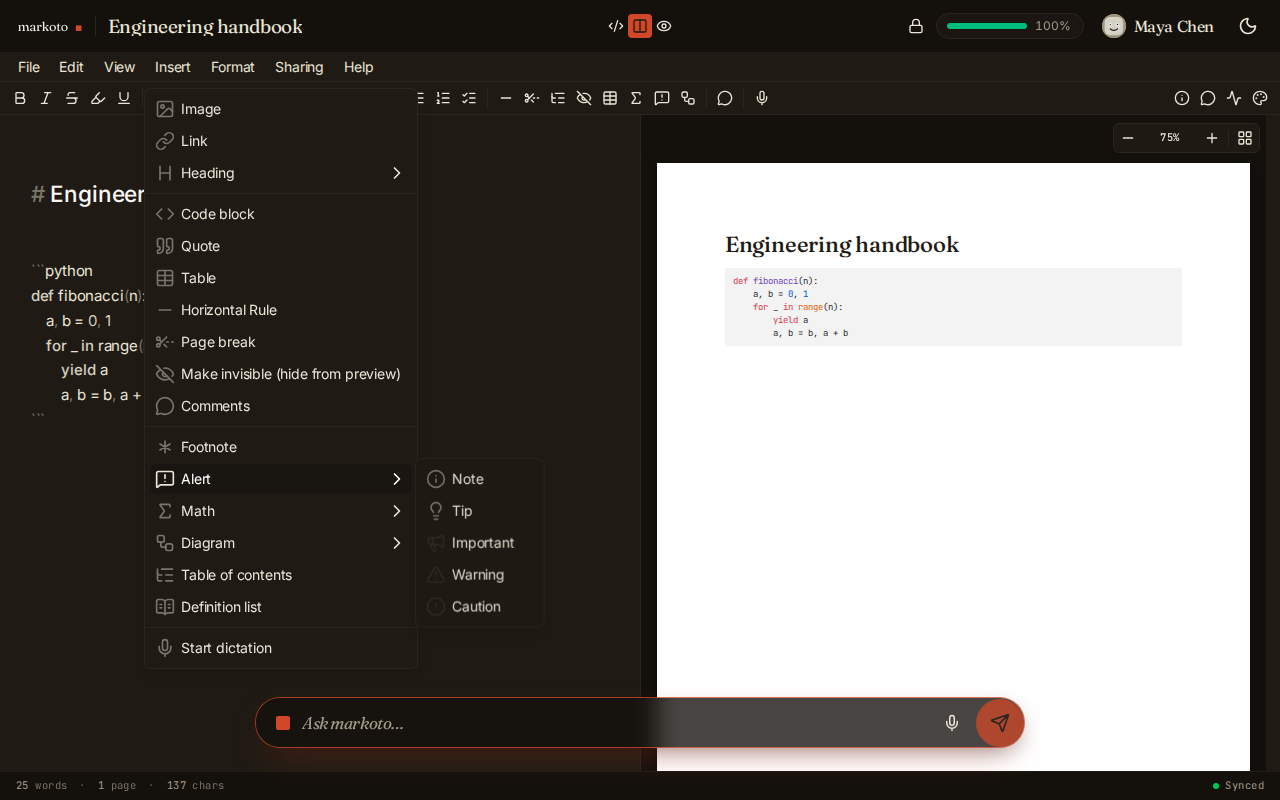 markoto
Engineering handbook
100%
Maya Chen
File Edit View Insert Format Sharing Help
75%
Image
Link
Heading
Code block
Quote
Table
Horizontal Rule
Page break
Make invisible (hide from preview)
Comments
Footnote
Alert
Math
Diagram
Table of contents
Definition list
Start dictation
Note
Tip
Important
Warning
Caution
# Engineer
```python
def fibonacci(n):
a, b = 0, 1
for _ in range(
yield a
a, b = b, a +
```
Engineering handbook
def fibonacci(n):
a, b = 0, 1
for _ in range(n):
yield a
a, b = b, a + b
Ask markoto...
25 words · 1 page · 137 chars
Synced